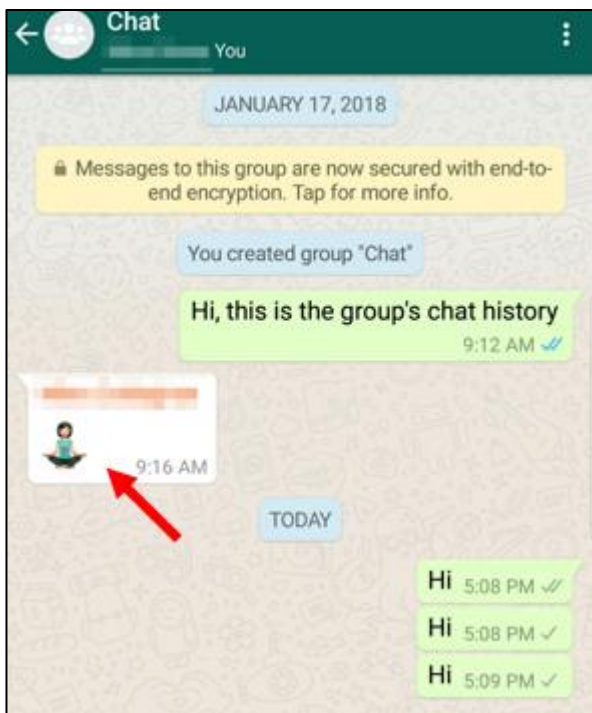 Chat
You
JANUARY 17, 2018
Messages to this group are now secured with end-to-
end encryption. Tap for more info.
You created group "Chat"
Hi, this is the group's chat history
9:12 AM
9:16 AM
TODAY
Hi 5:08 PM
Hi 5:08 PM
Hi 5:09 PM